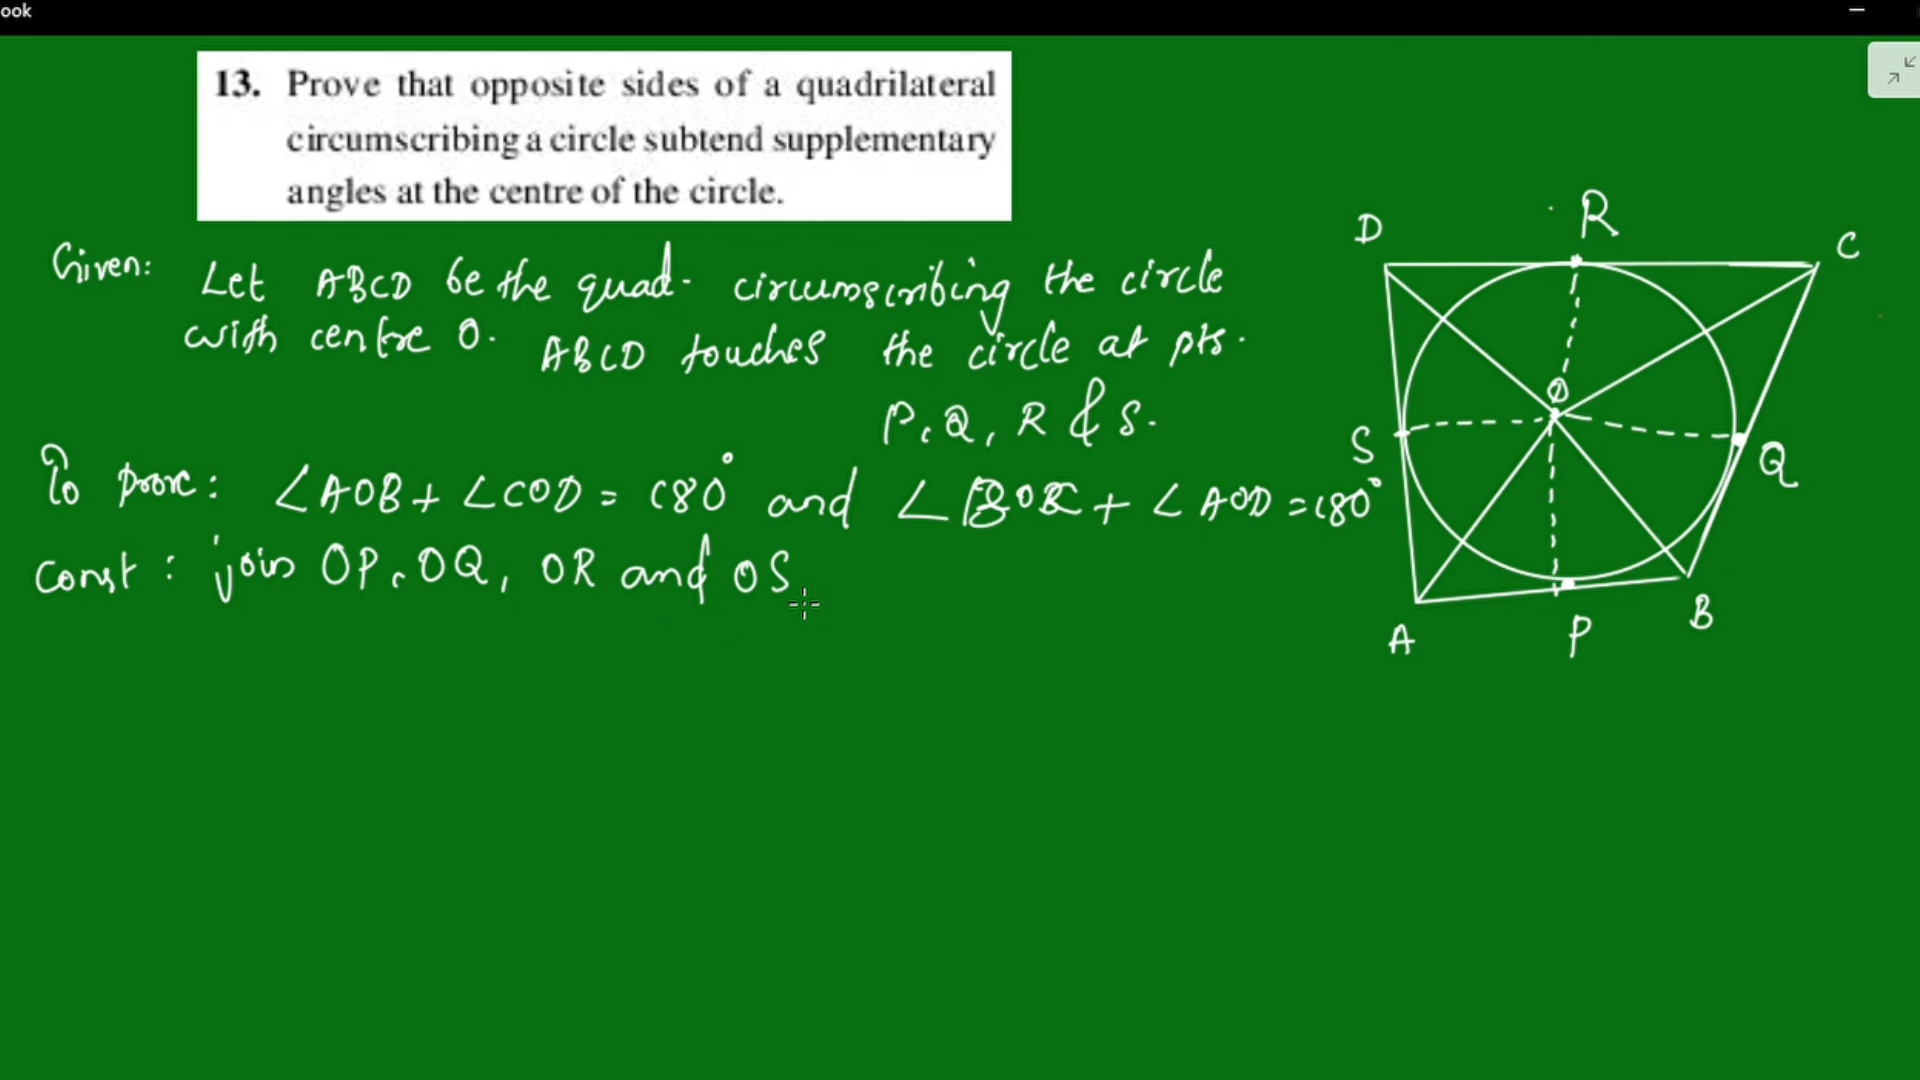 ook
13. Prove that opposite sides of a quadrilateral
circumscribing a circle subtend supplementary
angles at the centre of the circle.
Given: Let ABCD be the quad. circumscribing the circle
with centre O. ABCD touches the circle at pts.
P, Q, R & S.
To prove: ∠AOB + ∠COD = 180° and ∠BOC + ∠AOD = 180°
Const: join OP, OQ, OR and OS
R
D
C
O
S
Q
A
P
B